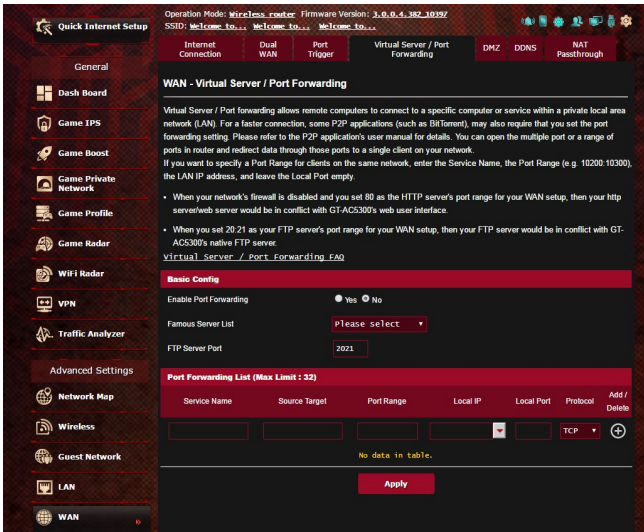 Quick Internet Setup
Operation Mode: Wireless router Firmware Version: 3.0.0.4.382_10397
SSID: Welcome to... Welcome to... Welcome to...
Internet Connection
Dual WAN
Port Trigger
Virtual Server / Port Forwarding
DMZ
DDNS
NAT Passthrough
General
Dash Board
Game IPS
Game Boost
Game Private Network
Game Profile
Game Radar
WiFi Radar
VPN
Traffic Analyzer
Advanced Settings
Network Map
Wireless
Guest Network
LAN
WAN
WAN - Virtual Server / Port Forwarding
Virtual Server / Port forwarding allows remote computers to connect to a specific computer or service within a private local area
network (LAN). For a faster connection, some P2P applications (such as BitTorrent), may also require that you set the port
forwarding setting. Please refer to the P2P application's user manual for details. You can open the multiple port or a range of
ports in router and redirect data through those ports to a single client on your network.
If you want to specify a Port Range for clients on the same network, enter the Service Name, the Port Range (e.g. 10200:10300),
the LAN IP address, and leave the Local Port empty.
• When your network's firewall is disabled and you set 80 as the HTTP server's port range for your WAN setup, then your http
server/web server would be in conflict with GT-AC5300's web user interface.
• When you set 20:21 as your FTP server's port range for your WAN setup, then your FTP server would be in conflict with GT-
AC5300's native FTP server.
Virtual Server / Port Forwarding FAQ
Basic Config
Enable Port Forwarding Yes No
Famous Server List Please select
FTP Server Port 2021
Port Forwarding List (Max Limit : 32)
Service Name Source Target Port Range Local IP Local Port Protocol Add / Delete
TCP
No data in table.
Apply